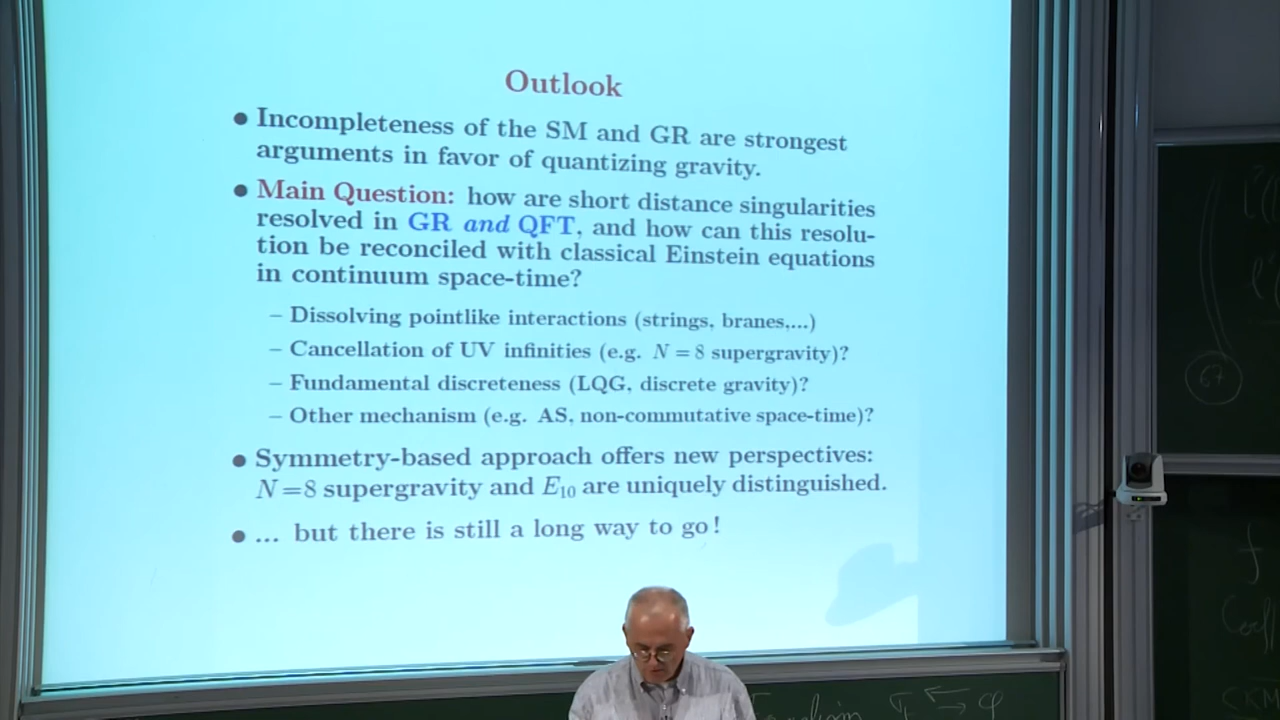 Outlook
• Incompleteness of the SM and GR are strongest
arguments in favor of quantizing gravity.
• Main Question: how are short distance singularities
resolved in GR and QFT, and how can this resolu-
tion be reconciled with classical Einstein equations
in continuum space-time?
– Dissolving pointlike interactions (strings, branes,...)
– Cancellation of UV infinities (e.g. N = 8 supergravity)?
– Fundamental discreteness (LQG, discrete gravity)?
– Other mechanism (e.g. AS, non-commutative space-time)?
• Symmetry-based approach offers new perspectives:
N=8 supergravity and E₁₀ are uniquely distinguished.
• ... but there is still a long way to go!
67
CKM